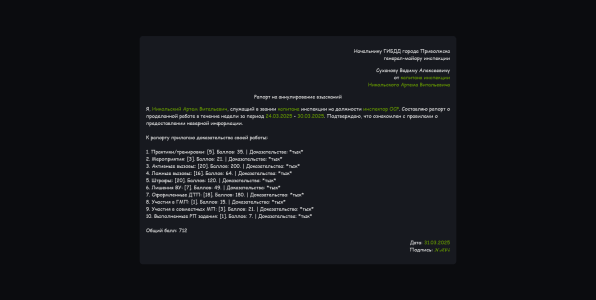 Начальнику ГИБДД города Приволжска
генерал-майору инспекции
Суханову Вадиму Алексеевичу
от капитана инспекции
Никольского Артема Витальевича
Рапорт на аннулирование взысканий
Я, Никольский Артем Витальевич, служащий в звании капитана инспекции на должности инспектор ОБ*. Составляю рапорт о
проделанной работе в течение недели за период 24.03.2025 - 30.03.2025. Подтверждаю, что ознакомлен с правилами о
предоставлении неверной информации.
К рапорту прилагаю доказательства своей работы:
1. Практики/тренировки: [5]. Баллов: 35. | Доказательства: *тык*
2. Мероприятия: [3]. Баллов: 21. | Доказательства: *тык*
3. Активные вызовы: [20]. Баллов: 200. | Доказательства: *тык*
4. Ложные вызовы: [16]. Баллов: 64. | Доказательства: *тык*
5. Штрафы: [20]. Баллов: 120. | Доказательства: *тык*
6. Лишение ВУ: [7]. Баллов: 49. | Доказательства: *тык*
7. Оформленные ДТП: [18]. Баллов: 180. | Доказательства: *тык*
8. Участия в ГМП: [1]. Баллов: 15. | Доказательства: *тык*
9. Участия в совместных МП: [3]. Баллов: 21. | Доказательства: *тык*
10. Выполненные РП задания: [1]. Баллов: 7. | Доказательства: *тык*
Общий балл: 712
Дата: 31.03.2025
Подпись: